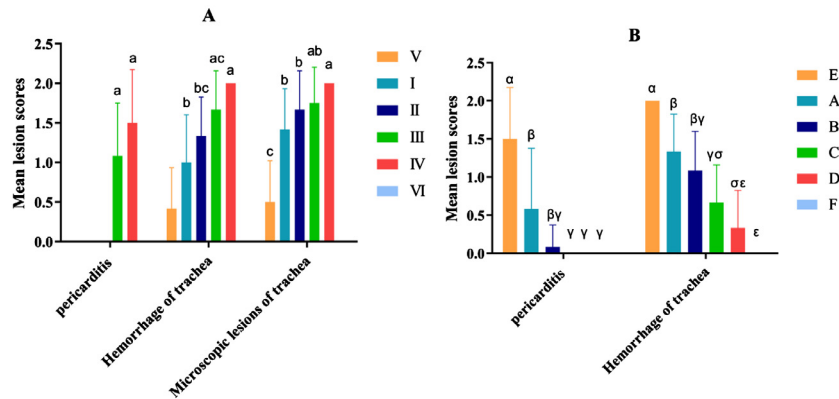 A
Mean lesion scores
2.5
2.0
1.5
1.0
0.5
0.0
a
a
b
bc
ac
a
c
b
b
ab
a
pericarditis
Hemorrhage of trachea
Microscopic lesions of trachea
V
I
II
III
IV
VI
B
Mean lesion scores
2.5
2.0
1.5
1.0
0.5
0.0
α
β
βγ
γ
γ
γ
α
β
βγ
γσ
σε
ε
pericarditis
Hemorrhage of trachea
E
A
B
C
D
F